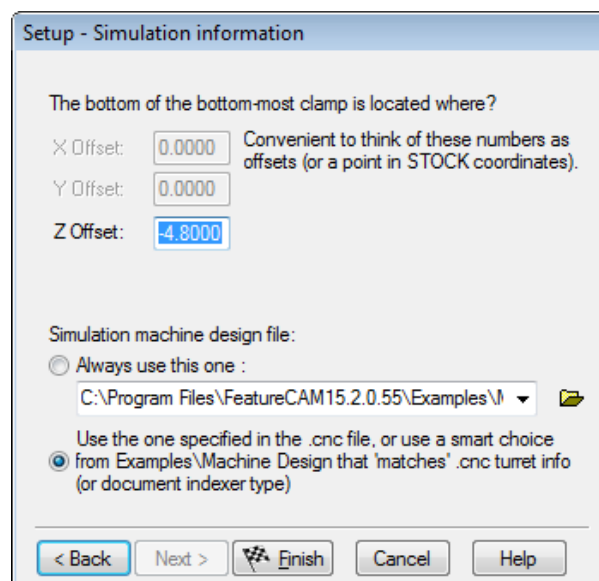 Setup - Simulation information
The bottom of the bottom-most clamp is located where?
X Offset: 0.0000 Convenient to think of these numbers as
offsets (or a point in STOCK coordinates).
Y Offset: 0.0000
Z Offset: -4.8000
Simulation machine design file:
Always use this one :
C:\Program Files\FeatureCAM15.2.0.55\Examples\
Use the one specified in the .cnc file, or use a smart choice
from Examples\Machine Design that 'matches' .cnc turret info
(or document indexer type)
< Back Next > Finish Cancel Help